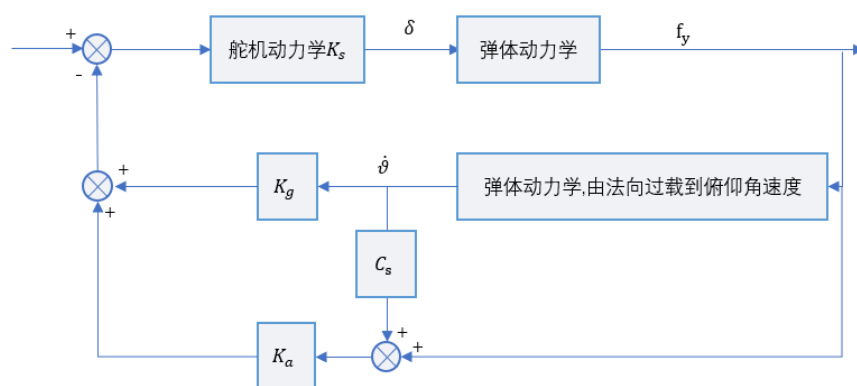 +
舵机动力学K_s
δ
弹体动力学
f_y
-
+
K_g
ϑ̇
弹体动力学,由法向过载到俯仰角速度
+
C_s
+
+
K_a